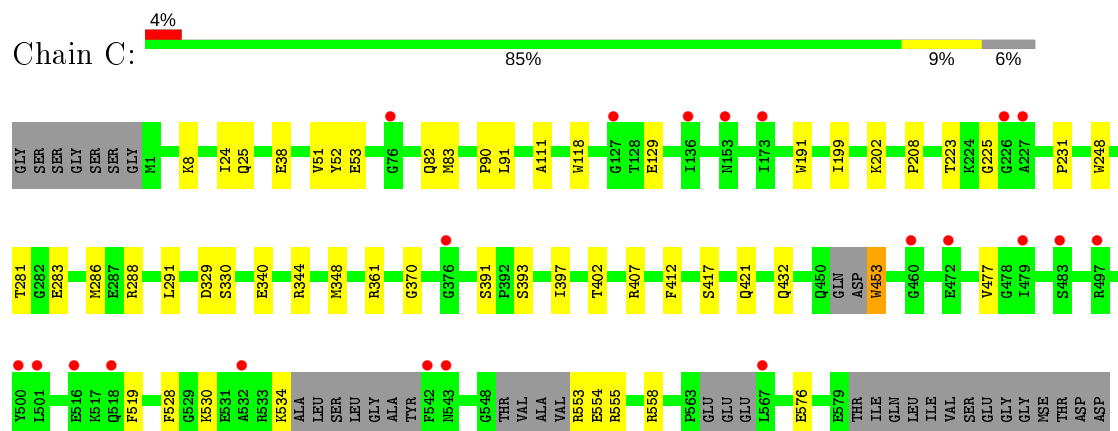 4%
Chain C:
85% 9% 6%
GLY SER SER GLY SER SER GLY M1 K8 I24 Q25 E38 V51 Y52 E53 G76 Q82 M83 P90 L91 A111 W118 G127 T128 E129 I136 N153 I173 W191 I199 K202 P208 T223 K224 G225 G226 A227 P231 W248
T281 G282 E283 M286 E287 R288 L291 D329 S330 E340 R344 M348 R361 G370 G376 S391 P392 S393 I397 T402 R407 F412 S417 Q421 Q432 Q450 GLN ASP W453 G460 E472 V477 G478 I479 S483 R497
Y500 L501 E516 K517 Q518 F519 F528 G529 K530 E531 A532 R533 K534 ALA LEU SER LEU GLY ALA TYR F542 N543 G548 THR VAL ALA VAL R553 E554 R555 R558 P563 GLU GLU GLU L567 E576 E579 THR ILE GLN LEU ILE VAL SER GLU GLY GLY MSE THR ASP ASP